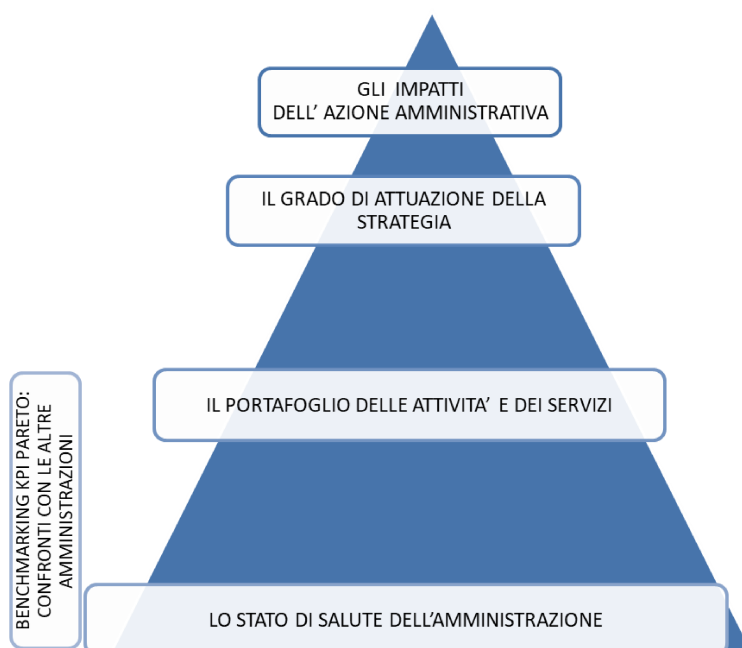 GLI IMPATTI
DELL’ AZIONE AMMINISTRATIVA
IL GRADO DI ATTUAZIONE DELLA
STRATEGIA
IL PORTAFOGLIO DELLE ATTIVITA’ E DEI SERVIZI
BENCHMARKING KPI PARETO:
CONFRONTI CON LE ALTRE
AMMINISTRAZIONI
LO STATO DI SALUTE DELL’AMMINISTRAZIONE